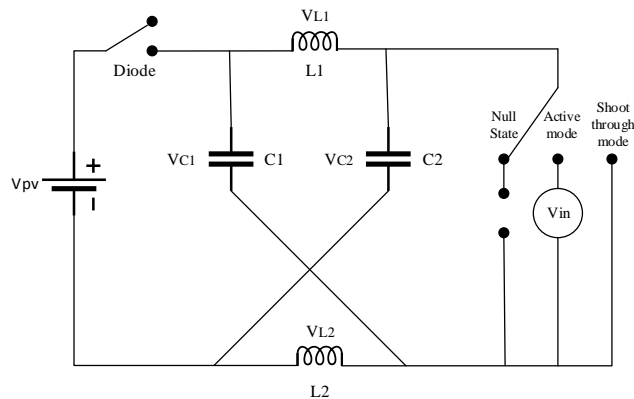 VL1
Diode
L1
Null
State
Active
mode
Shoot
through
mode
VC1
C1
VC2
C2
Vpv
+
-
Vin
VL2
L2